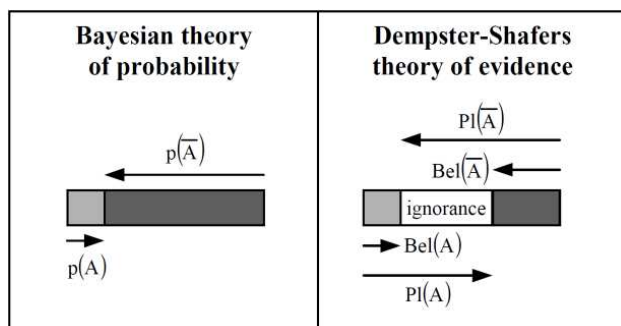 Bayesian theory
of probability
p(A̅)
p(A)
Dempster-Shafers
theory of evidence
Pl(A̅)
Bel(A̅)
ignorance
Bel(A)
Pl(A)